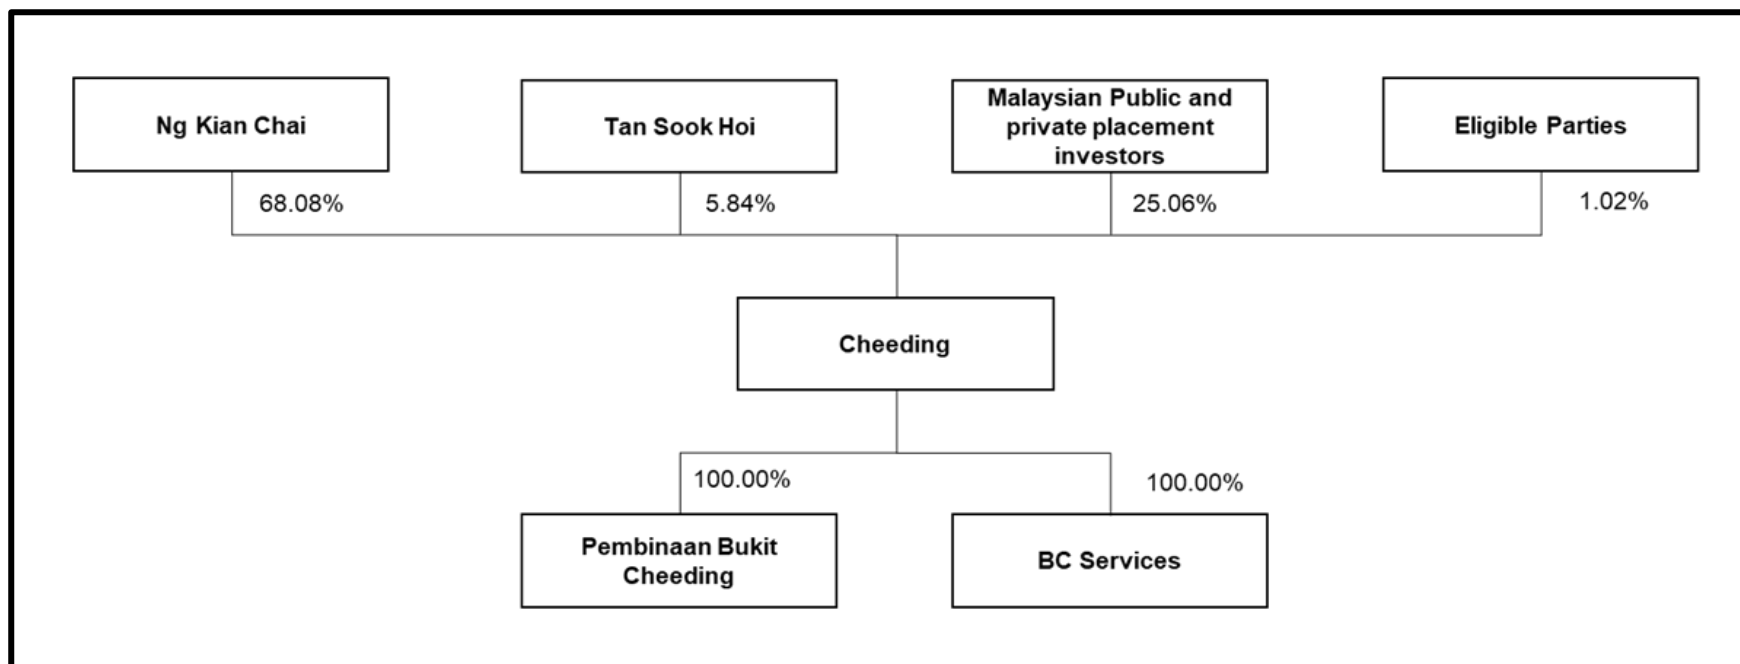 Ng Kian Chai
Tan Sook Hoi
Malaysian Public and
private placement
investors
Eligible Parties
68.08%
5.84%
25.06%
1.02%
Cheeding
100.00%
100.00%
Pembinaan Bukit
Cheeding
BC Services